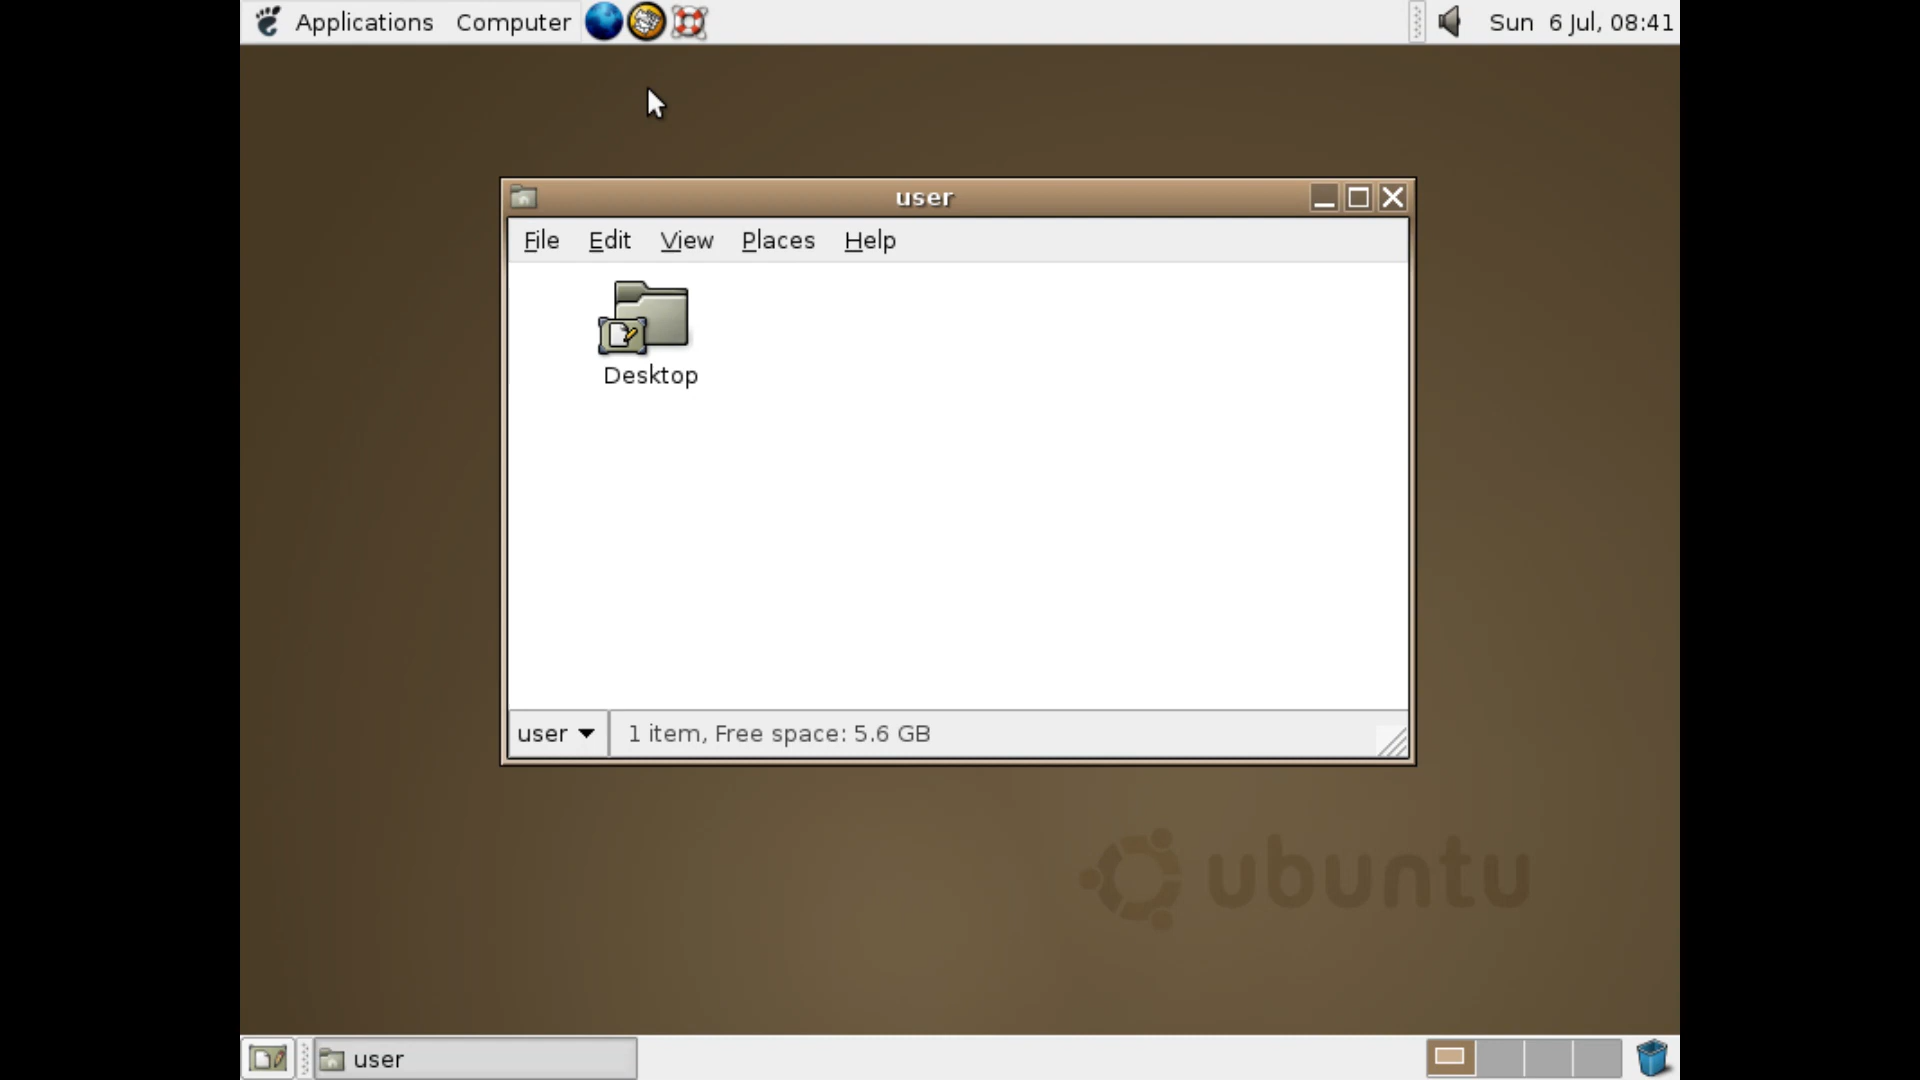 Applications Computer Sun 6 Jul, 08:41
user
File Edit View Places Help
Desktop
user 1 item, Free space: 5.6 GB
ubuntu
user